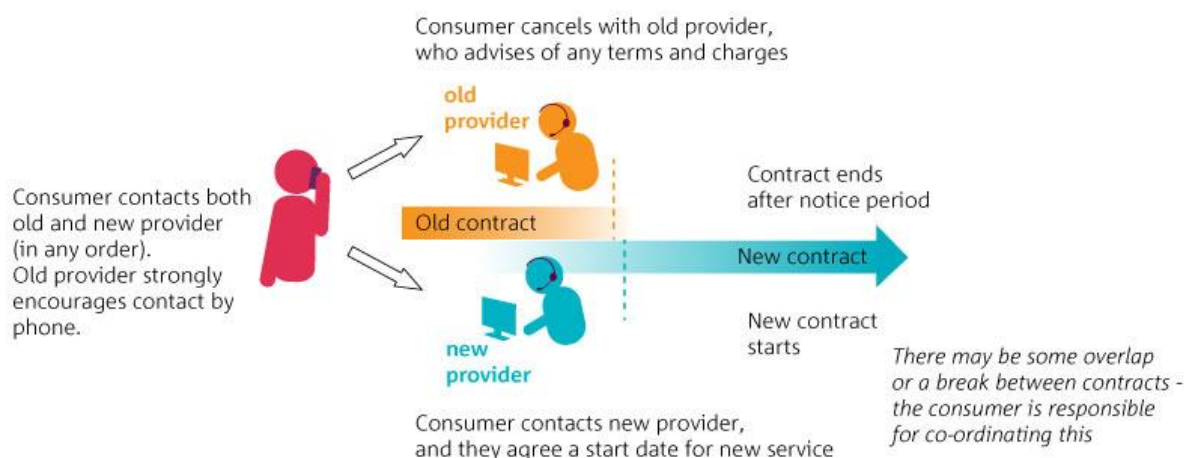 Consumer cancels with old provider,
who advises of any terms and charges
old
provider
Consumer contacts both
old and new provider
(in any order).
Old provider strongly
encourages contact by
phone.
Old contract
Contract ends
after notice period
New contract
new
provider
New contract
starts
There may be some overlap
or a break between contracts -
the consumer is responsible
for co-ordinating this
Consumer contacts new provider,
and they agree a start date for new service